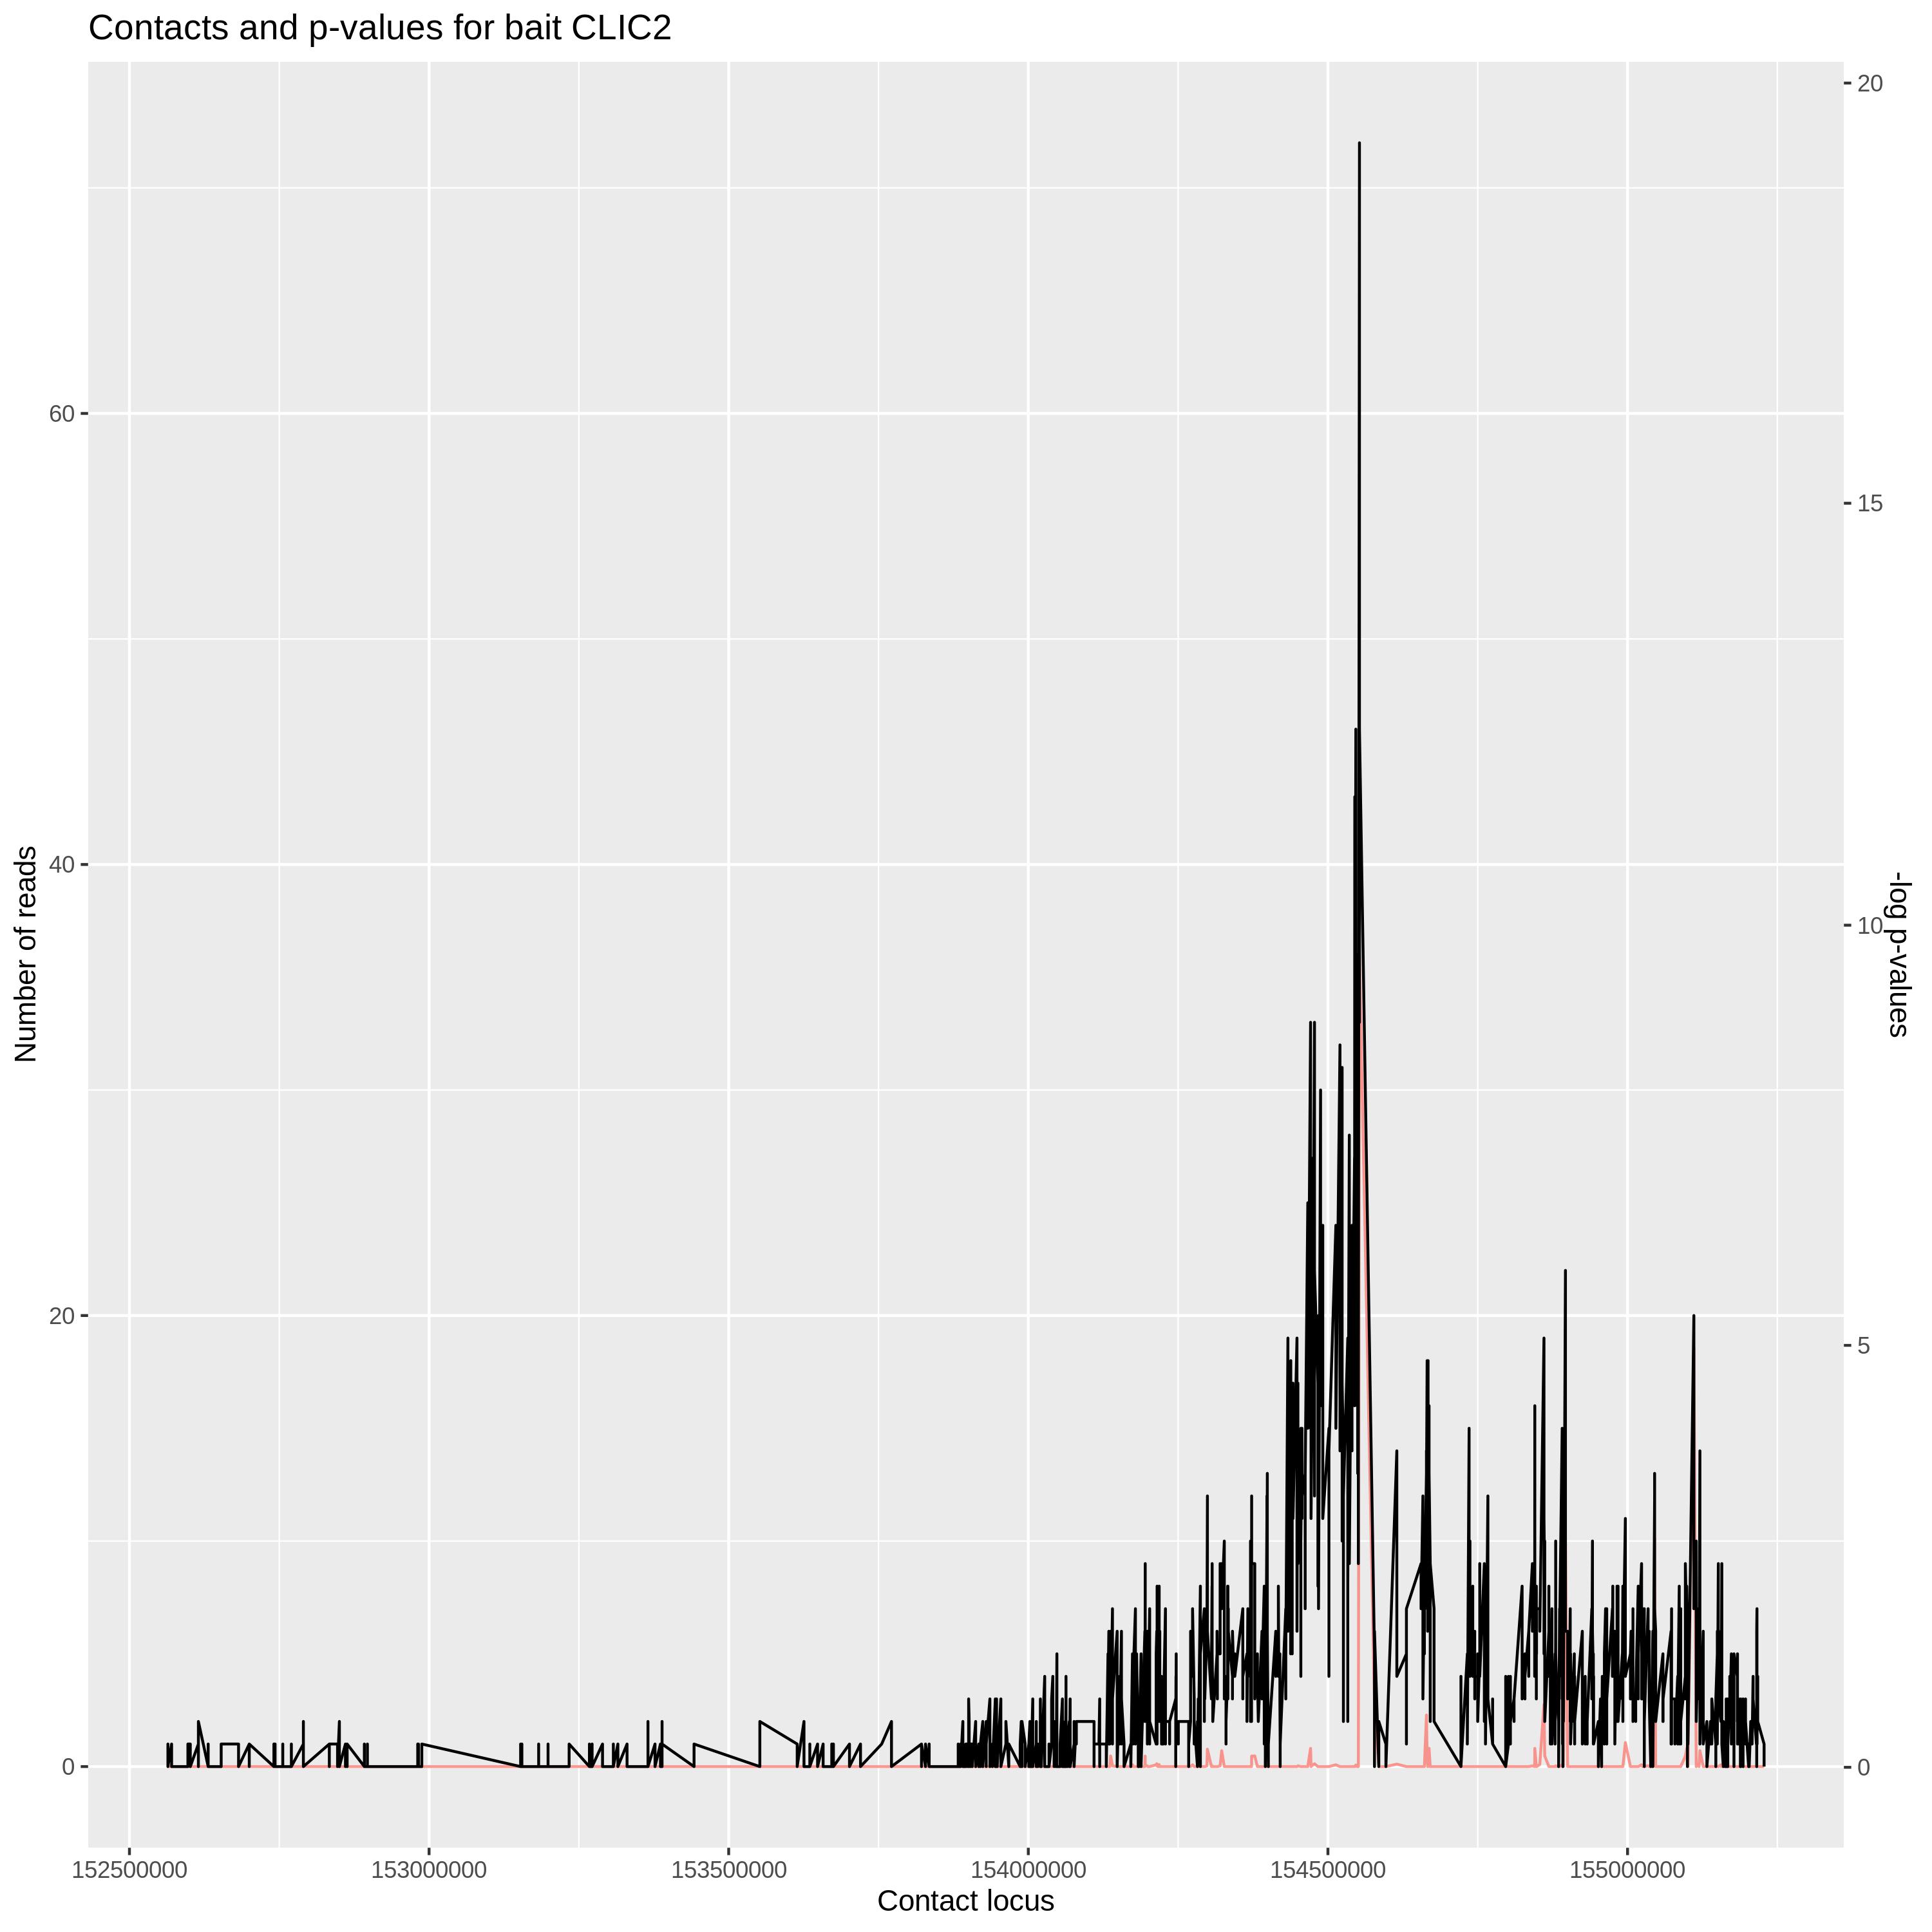 Contacts and p-values for bait CLIC2
Number of reads
60
40
20
0
20
15
10
5
0
-log p-values
152500000 153000000 153500000 154000000 154500000 155000000
Contact locus